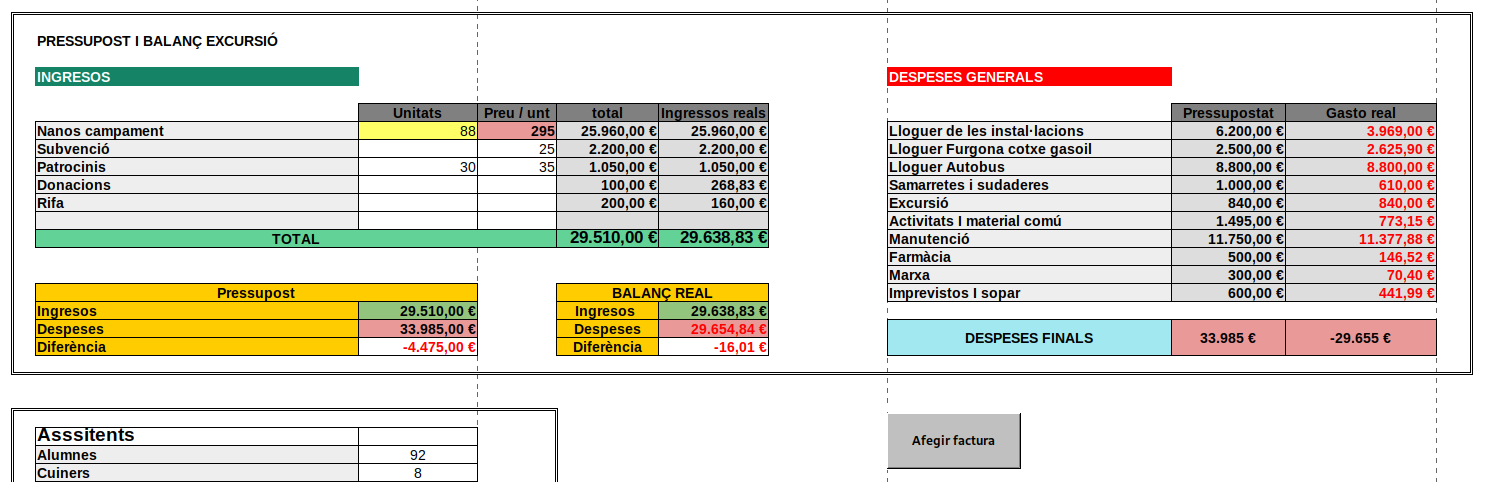 PRESSUPOST I BALANÇ EXCURSIÓ
INGRESOS
Unitats Preu / unt total Ingressos reals
Nanos campament 88 295 25.960,00 € 25.960,00 €
Subvenció 25 2.200,00 € 2.200,00 €
Patrocinis 30 35 1.050,00 € 1.050,00 €
Donacions 100,00 € 268,83 €
Rifa 200,00 € 160,00 €
TOTAL 29.510,00 € 29.638,83 €
Pressupost
Ingresos 29.510,00 €
Despeses 33.985,00 €
Diferència -4.475,00 €
BALANÇ REAL
Ingresos 29.638,83 €
Despeses 29.654,84 €
Diferència -16,01 €
DESPESES GENERALS
Pressupostat Gasto real
Lloguer de les instal·lacions 6.200,00 € 3.969,00 €
Lloguer Furgona cotxe gasoil 2.500,00 € 2.625,90 €
Lloguer Autobus 8.800,00 € 8.800,00 €
Samarretes i sudaderes 1.000,00 € 610,00 €
Excursió 840,00 € 840,00 €
Activitats I material comú 1.495,00 € 773,15 €
Manutenció 11.750,00 € 11.377,88 €
Farmàcia 500,00 € 146,52 €
Marxa 300,00 € 70,40 €
Imprevistos I sopar 600,00 € 441,99 €
DESPESES FINALS 33.985 € -29.655 €
Asssitents
Alumnes 92
Cuiners 8
Afegir factura